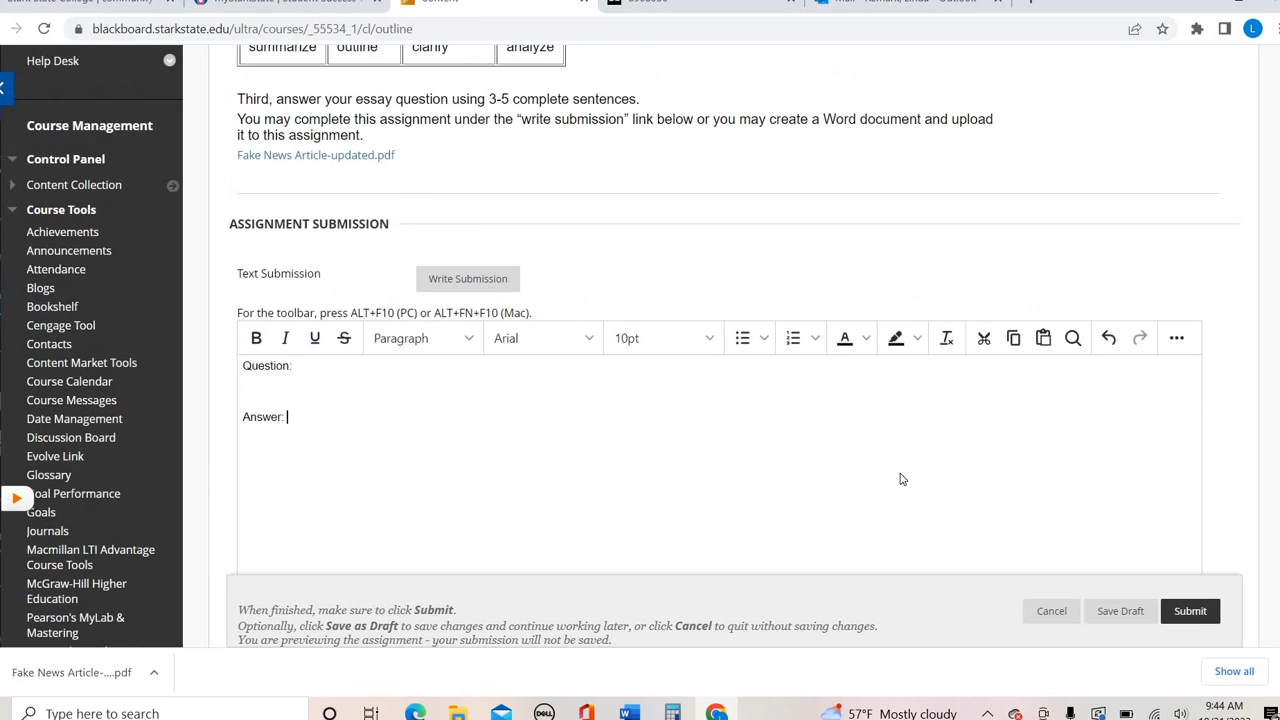 Content
blackboard.starkstate.edu/ultra/courses/_55534_1/cl/outline
L
summarize outline clarify analyze
Help Desk
Third, answer your essay question using 3-5 complete sentences.
You may complete this assignment under the “write submission” link below or you may create a Word document and upload
it to this assignment.
Fake News Article-updated.pdf
Course Management
Control Panel
Content Collection
Course Tools
Achievements
Announcements
Attendance
Blogs
Bookshelf
Cengage Tool
Contacts
Content Market Tools
Course Calendar
Course Messages
Date Management
Discussion Board
Evolve Link
Glossary
Goal Performance
Goals
Journals
Macmillan LTI Advantage
Course Tools
McGraw-Hill Higher
Education
Pearson's MyLab &
Mastering
ASSIGNMENT SUBMISSION
Text Submission Write Submission
For the toolbar, press ALT+F10 (PC) or ALT+FN+F10 (Mac).
B I U S Paragraph Arial 10pt
Question:
Answer:
When finished, make sure to click Submit.
Optionally, click Save as Draft to save changes and continue working later, or click Cancel to quit without saving changes.
You are previewing the assignment - your submission will not be saved.
Cancel Save Draft Submit
Fake News Article-....pdf
Show all
Type here to search
DELL
57°F Mostly cloudy
9:44 AM